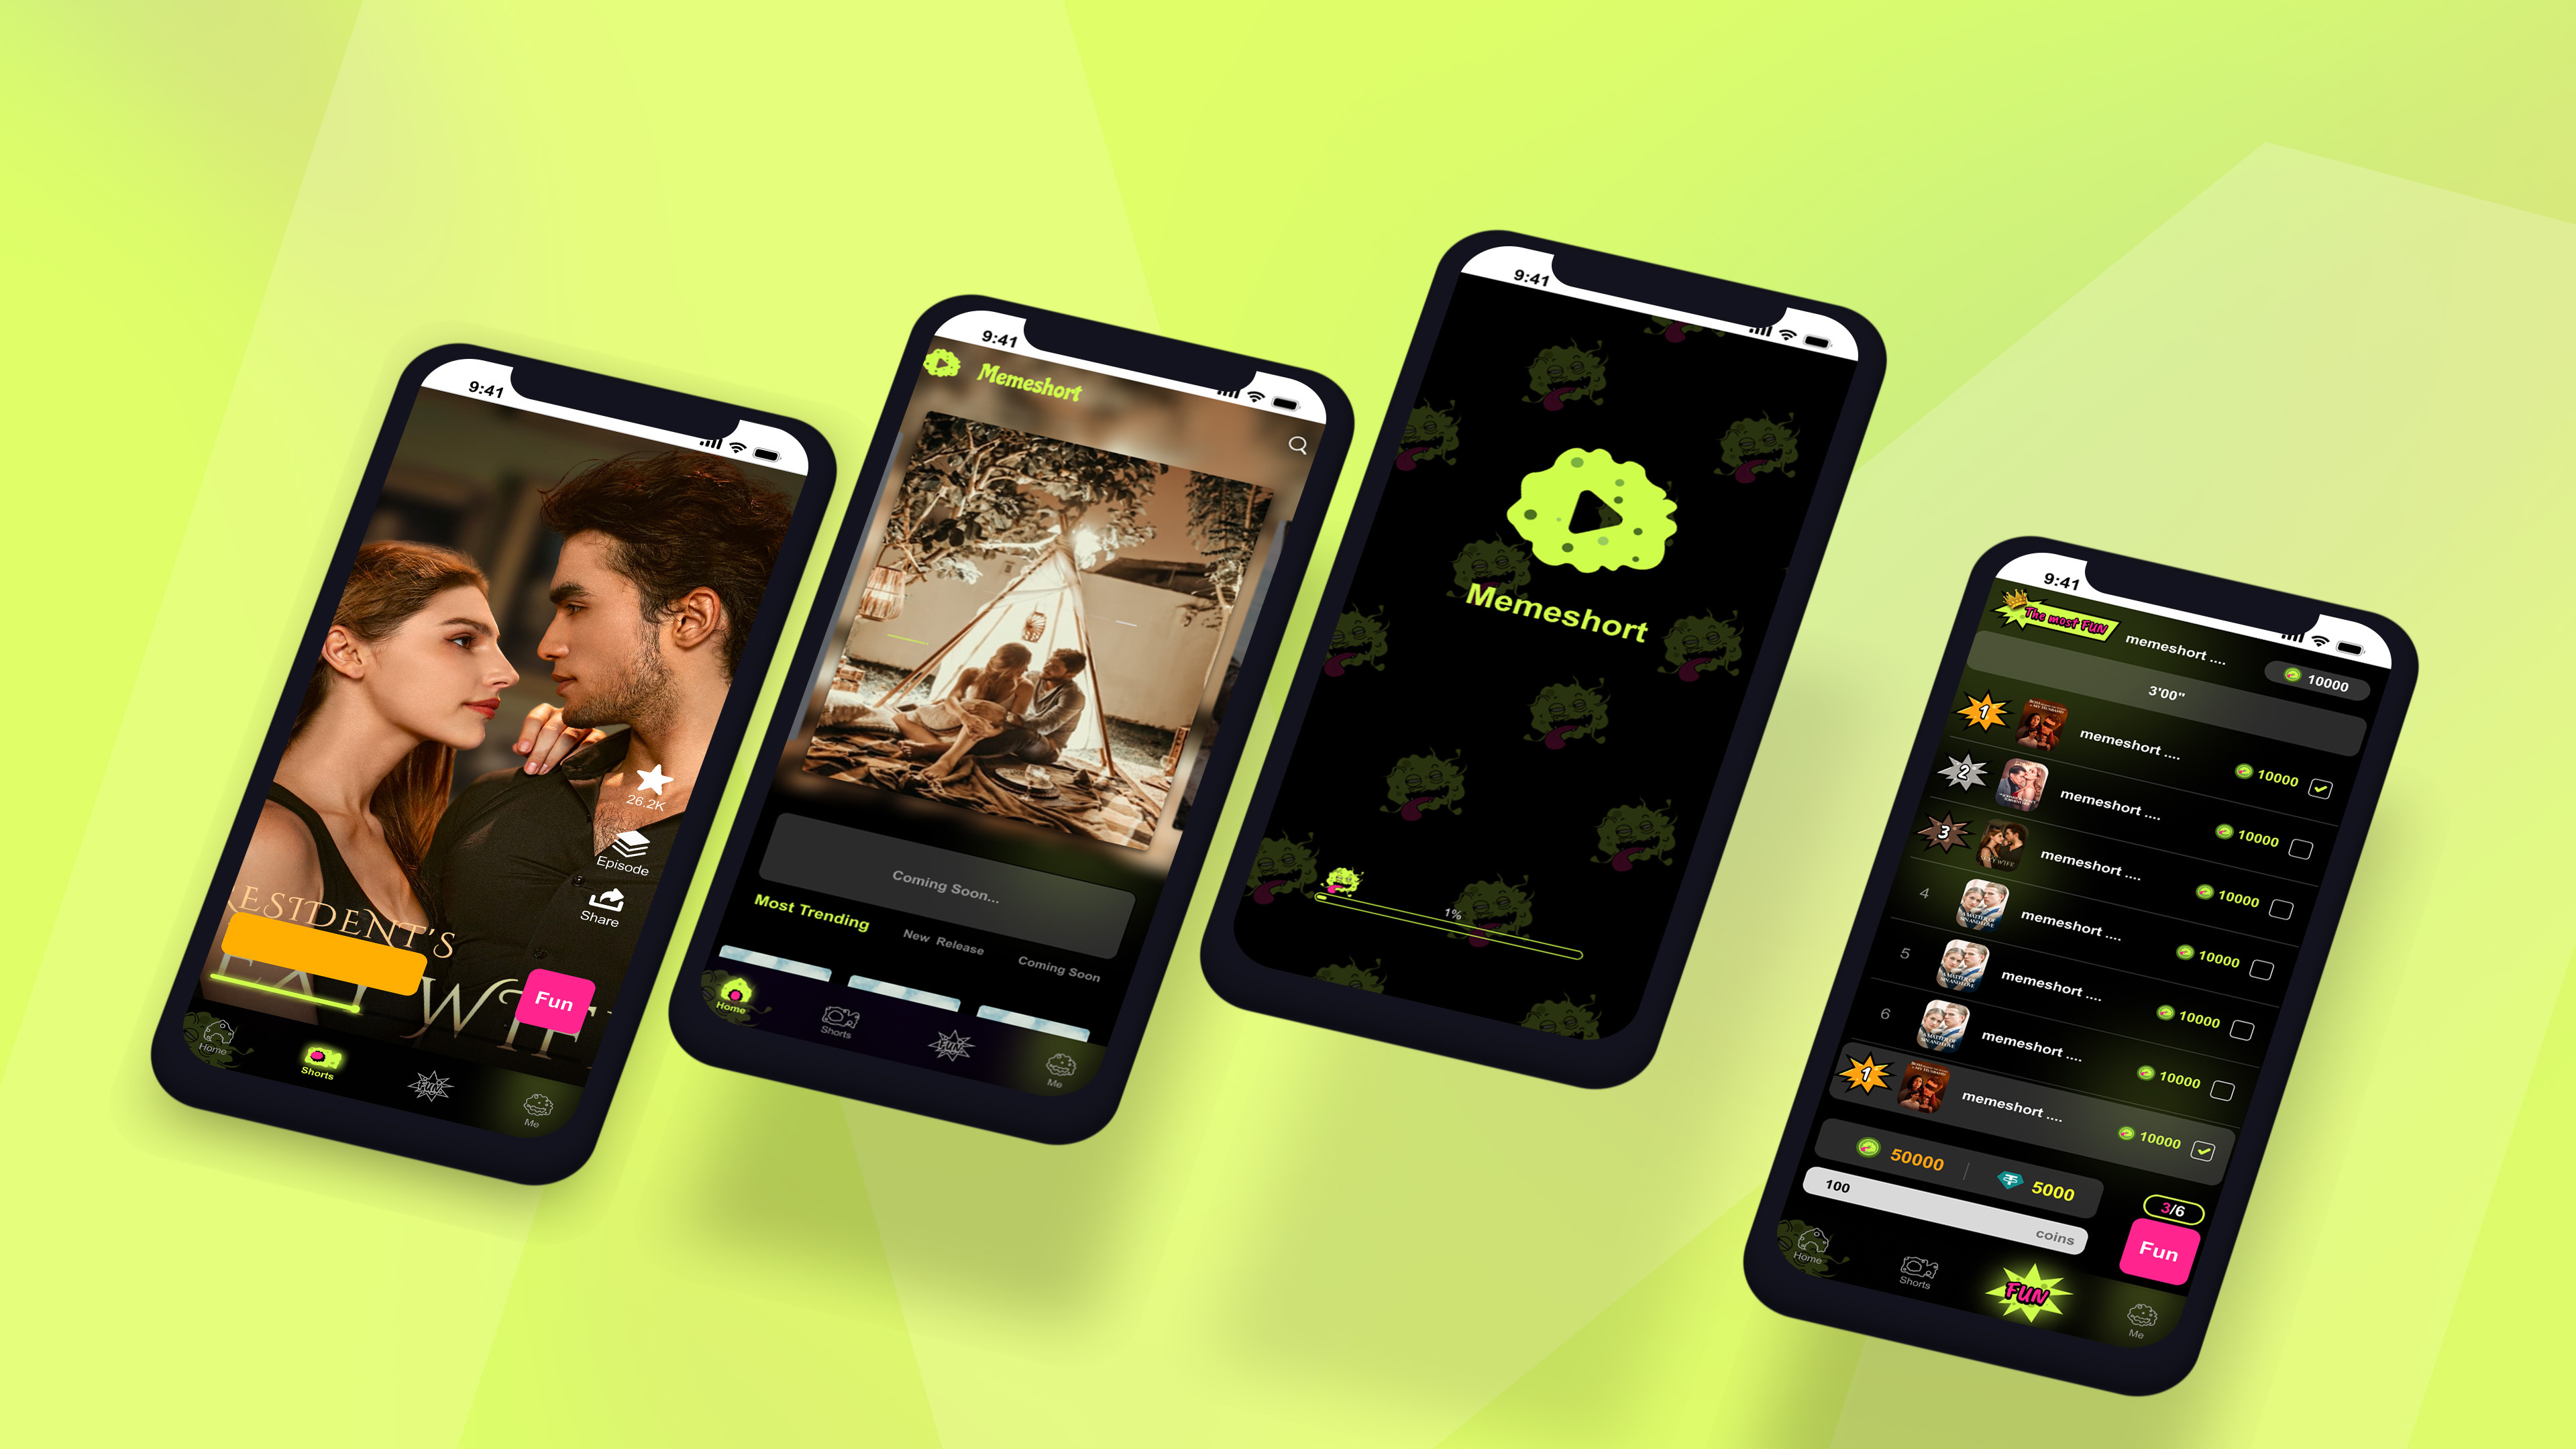 9:41
26.2K
Episode
Share
ESIDENT'S
Fun
Home
Shorts
FUN
Me
9:41
Memeshort
Coming Soon...
Most Trending
New Release
Coming Soon
Home
Shorts
FUN
Me
9:41
Memeshort
1%
9:41
The most FUN
memeshort ....
10000
3'00"
1
memeshort ....
10000
2
memeshort ....
10000
3
memeshort ....
10000
4
memeshort ....
10000
5
memeshort ....
10000
6
memeshort ....
10000
1
memeshort ....
10000
50000
5000
100
coins
3/6
Fun
Home
Shorts
FUN
Me